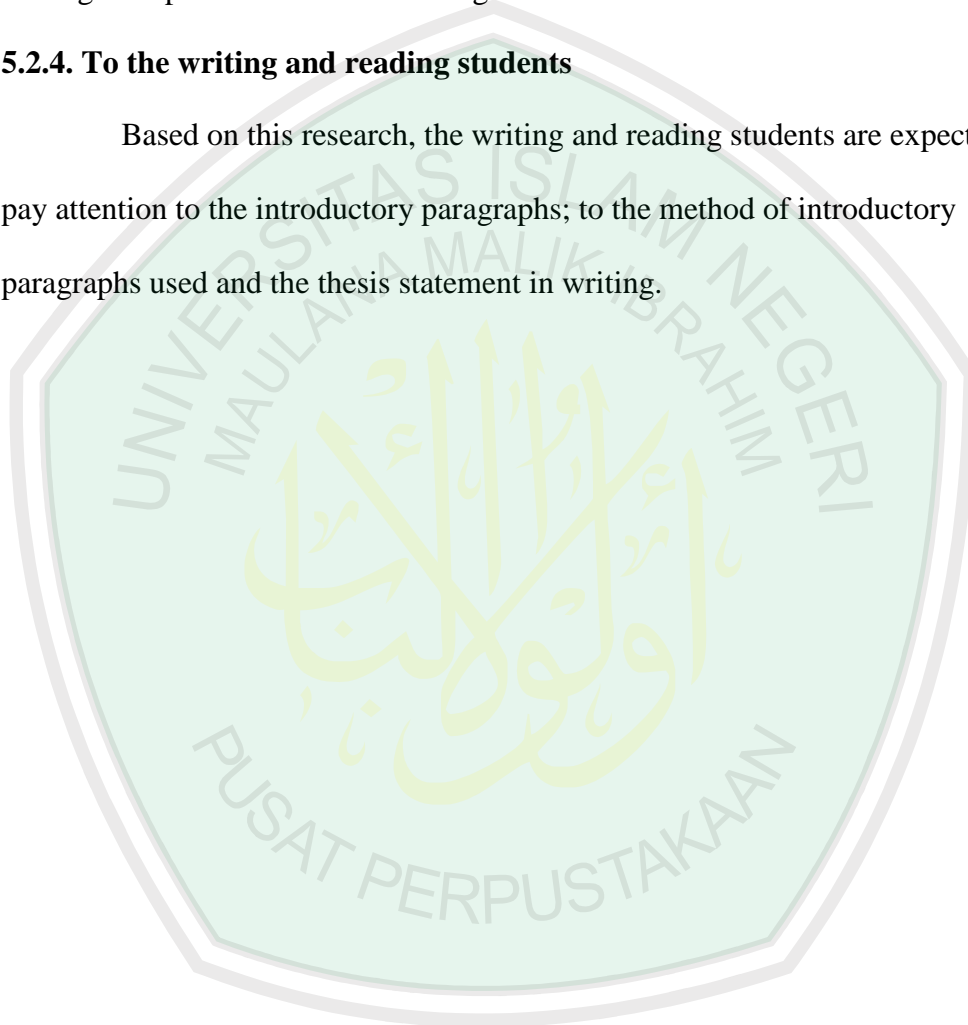 5.2.4. To the writing and reading students
Based on this research, the writing and reading students are expect
pay attention to the introductory paragraphs; to the method of introductory
paragraphs used and the thesis statement in writing.
UNIVERSITAS ISLAM NEGERI
MAULANA MALIK IBRAHIM
أولوا الألباب
PUSAT PERPUSTAKAAN